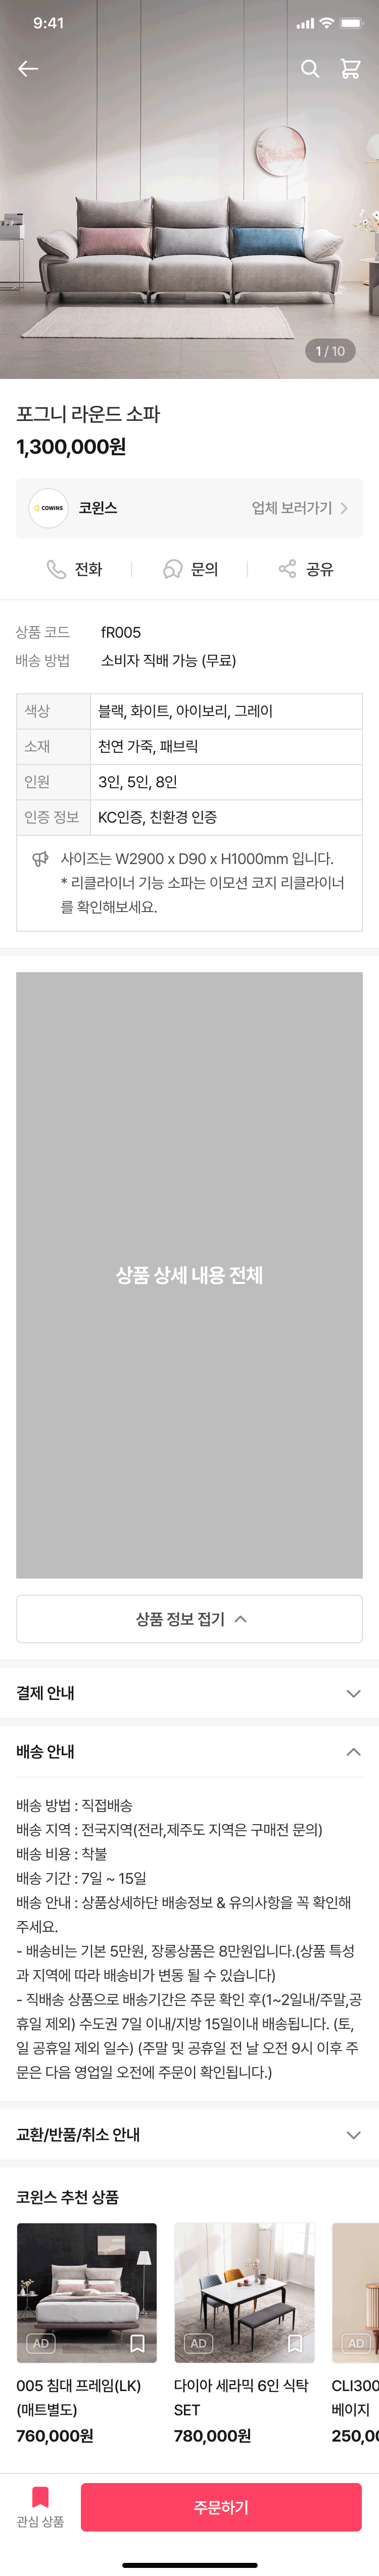 9:41
1 / 10
포그니 라운드 소파
1,300,000원
COWINS
코윈스
업체 보러가기
전화
문의
공유
상품 코드 fR005
배송 방법 소비자 직배 가능 (무료)
색상 블랙, 화이트, 아이보리, 그레이
소재 천연 가죽, 패브릭
인원 3인, 5인, 8인
인증 정보 KC인증, 친환경 인증
사이즈는 W2900 x D90 x H1000mm 입니다.
* 리클라이너 기능 소파는 이모션 코지 리클라이너
를 확인해보세요.
상품 상세 내용 전체
상품 정보 접기
결제 안내
배송 안내
배송 방법 : 직접배송
배송 지역 : 전국지역(전라,제주도 지역은 구매전 문의)
배송 비용 : 착불
배송 기간 : 7일 ~ 15일
배송 안내 : 상품상세하단 배송정보 & 유의사항을 꼭 확인해
주세요.
- 배송비는 기본 5만원, 장롱상품은 8만원입니다.(상품 특성
과 지역에 따라 배송비가 변동 될 수 있습니다)
- 직배송 상품으로 배송기간은 주문 확인 후(1~2일내/주말,공
휴일 제외) 수도권 7일 이내/지방 15일이내 배송됩니다. (토,
일 공휴일 제외 일수) (주말 및 공휴일 전 날 오전 9시 이후 주
문은 다음 영업일 오전에 주문이 확인됩니다.)
교환/반품/취소 안내
코윈스 추천 상품
AD
AD
AD
005 침대 프레임(LK)
(매트별도)
760,000원
다이아 세라믹 6인 식탁
SET
780,000원
CLI300
베이지
250,00
관심 상품
주문하기